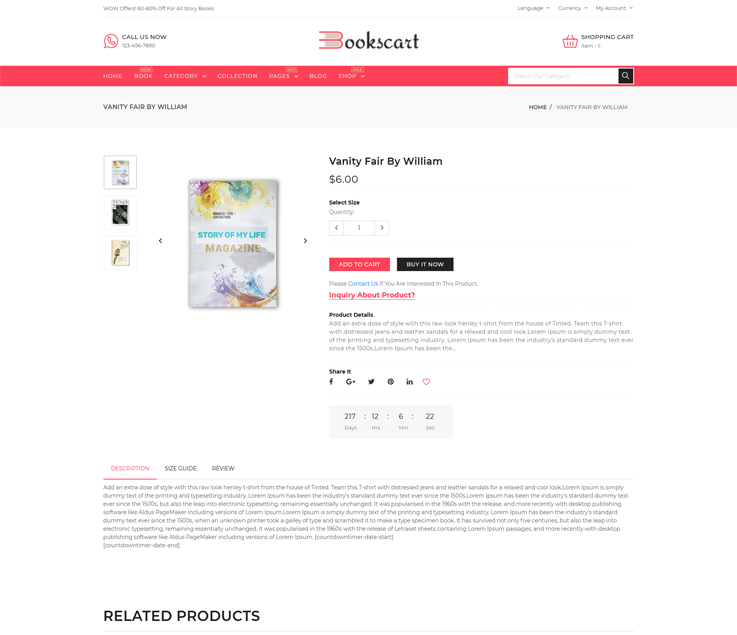 WOW Offers! 60-80% Off For All Story Books
Language
Currency
My Account
CALL US NOW
123-456-7890
Bookscart
SHOPPING CART
item - 0
HOME
BOOK
NEW
CATEGORY
COLLECTION
PAGES
HOT
BLOG
SHOP
SALE
Search Our Category
VANITY FAIR BY WILLIAM
HOME / VANITY FAIR BY WILLIAM
STORY OF MY LIFE
MAGAZINE
Vanity Fair By William
$6.00
Select Size
Quantity:
1
ADD TO CART
BUY IT NOW
Please Contact Us If You Are Interested In This Product.
Inquiry About Product?
Product Details
Add an extra dose of style with this raw look henley t-shirt from the house of Tinted. Team this T-shirt
with distressed jeans and leather sandals for a relaxed and cool look.Lorem Ipsum is simply dummy text
of the printing and typesetting industry. Lorem Ipsum has been the industry's standard dummy text ever
since the 1500s.Lorem Ipsum has been the...
Share It
217 : 12 : 6 : 22
Days Hrs Min Sec
DESCRIPTION
SIZE GUIDE
REVIEW
Add an extra dose of style with this raw look henley t-shirt from the house of Tinted. Team this T-shirt with distressed jeans and leather sandals for a relaxed and cool look.Lorem Ipsum is simply
dummy text of the printing and typesetting industry. Lorem Ipsum has been the industry's standard dummy text ever since the 1500s.Lorem Ipsum has been the industry's standard dummy text
ever since the 1500s, but also the leap into electronic typesetting, remaining essentially unchanged. It was popularised in the 1960s with the release, and more recently with desktop publishing
software like Aldus PageMaker including versions of Lorem Ipsum.Lorem Ipsum is simply dummy text of the printing and typesetting industry. Lorem Ipsum has been the industry's standard
dummy text ever since the 1500s, when an unknown printer took a galley of type and scrambled it to make a type specimen book. It has survived not only five centuries, but also the leap into
electronic typesetting, remaining essentially unchanged. It was popularised in the 1960s with the release of Letraset sheets containing Lorem Ipsum passages, and more recently with desktop
publishing software like Aldus PageMaker including versions of Lorem Ipsum. [countdowntimer-date-start]
[countdowntimer-date-end]
RELATED PRODUCTS